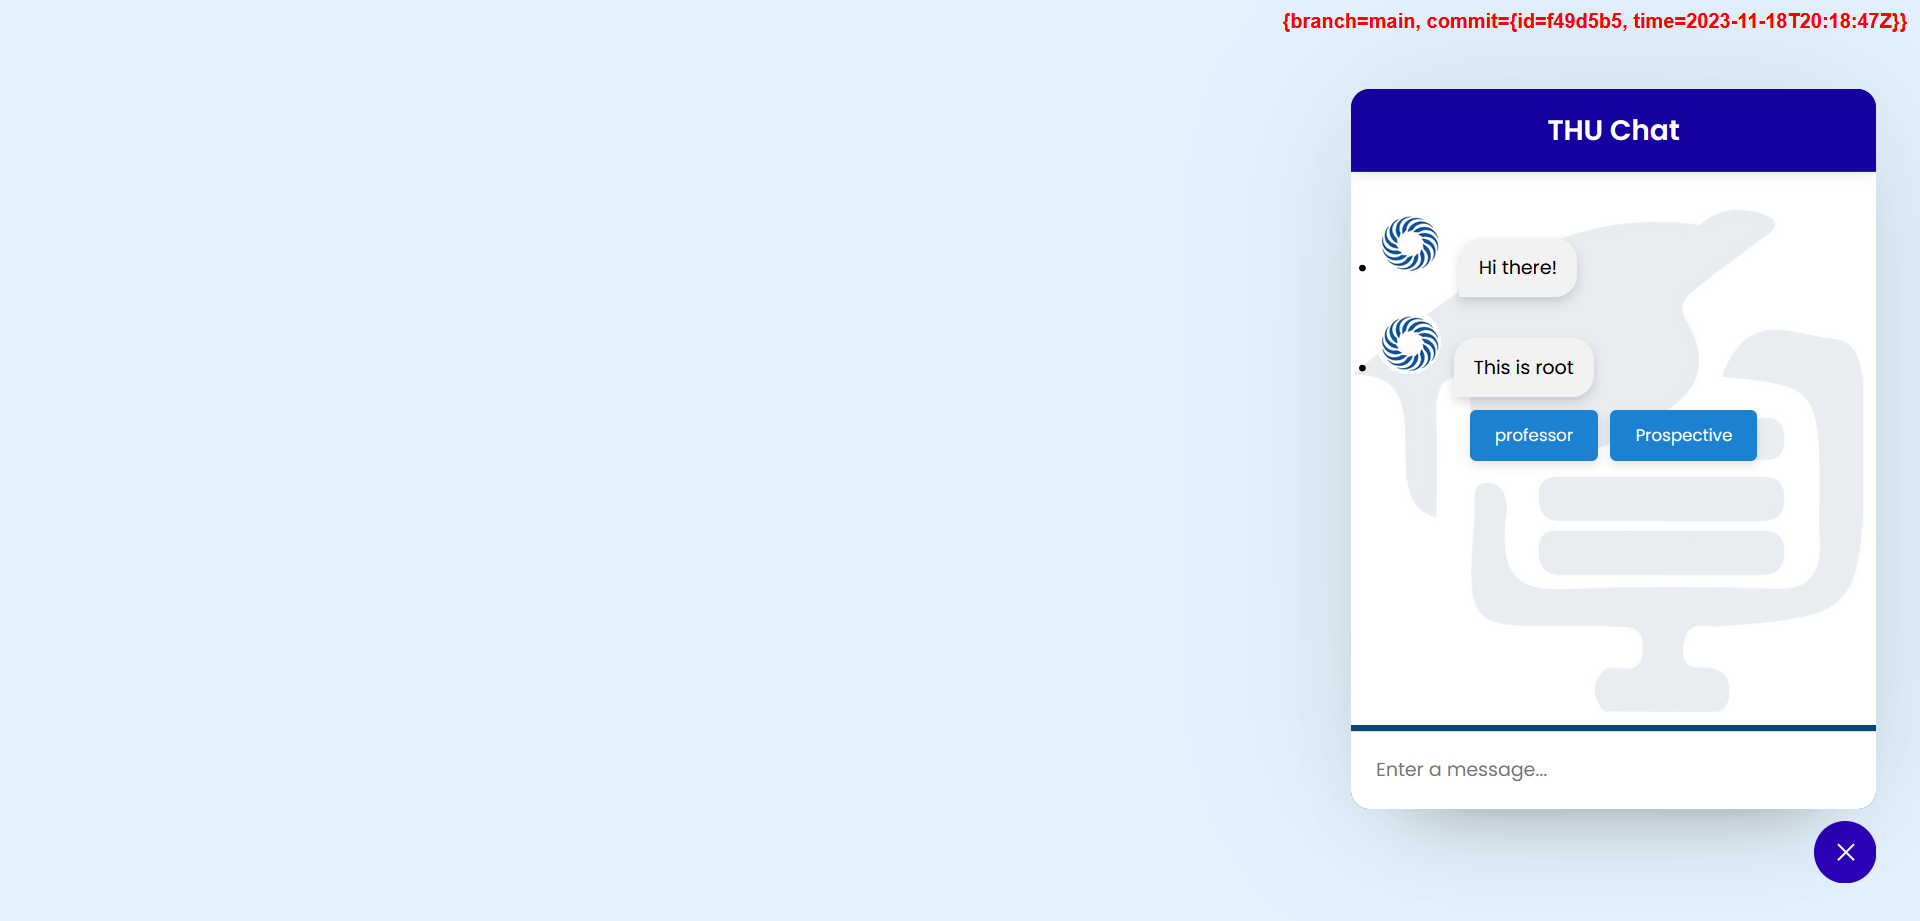 {branch=main, commit={id=f49d5b5, time=2023-11-18T20:18:47Z}}
THU Chat
Hi there!
This is root
professor Prospective
Enter a message...